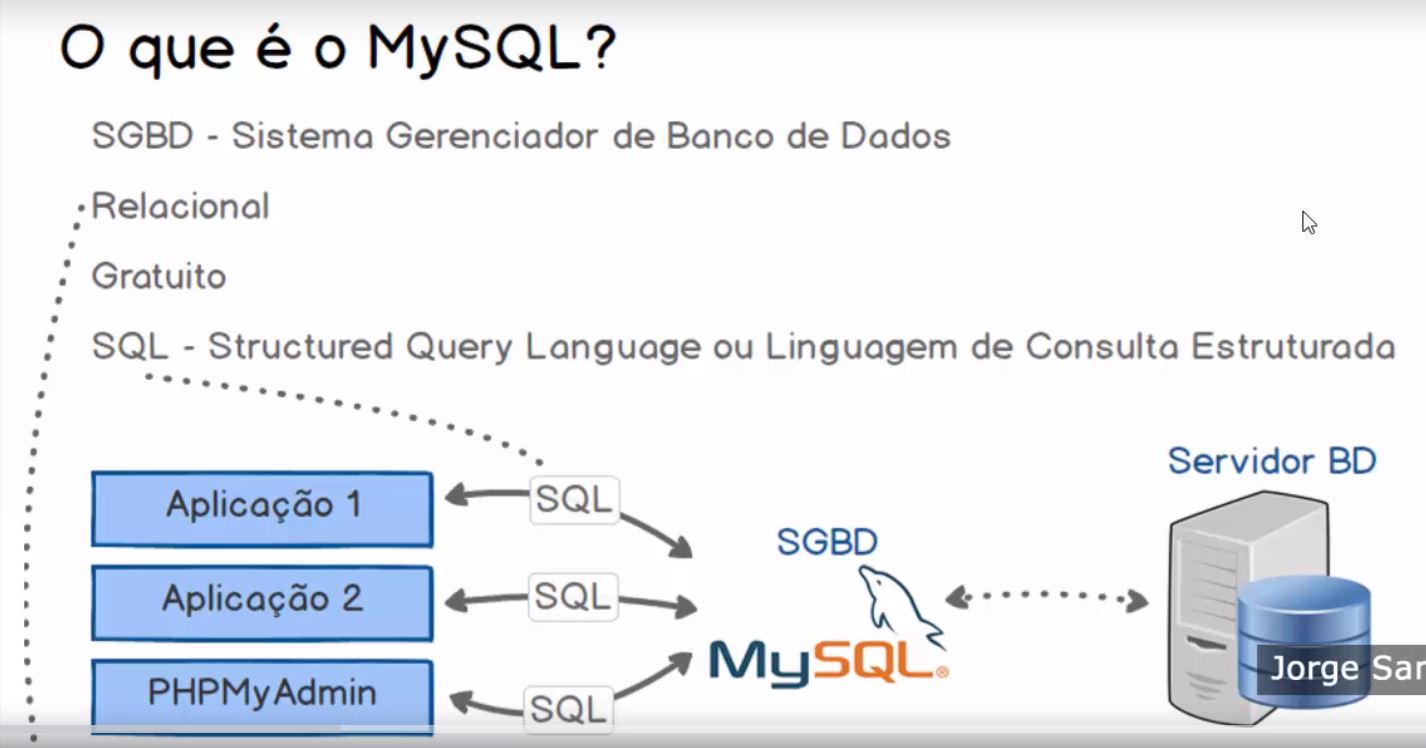 O que é o MySQL?
SGBD - Sistema Gerenciador de Banco de Dados
Relacional
Gratuito
SQL - Structured Query Language ou Linguagem de Consulta Estruturada
Servidor BD
Aplicação 1
SQL
SGBD
Aplicação 2
SQL
MySQL®
Jorge Sar
PHPMyAdmin
SQL